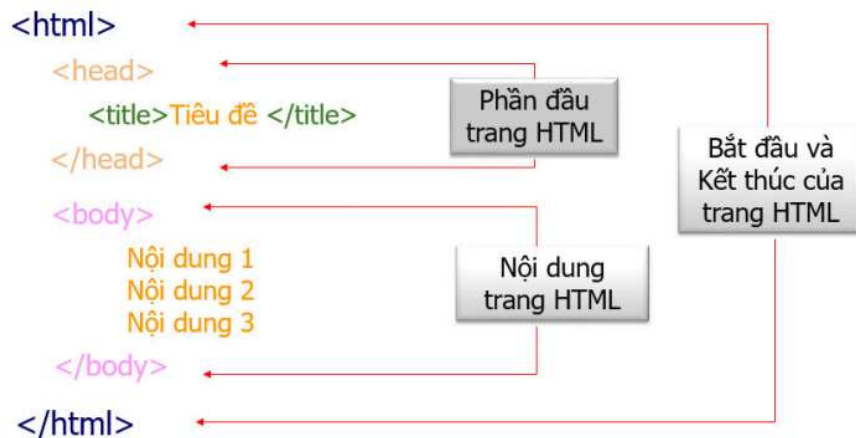 <html>
<head>
<title>Tiêu đề </title>
</head>
<body>
Nội dung 1
Nội dung 2
Nội dung 3
</body>
</html>
Phần đầu
trang HTML
Nội dung
trang HTML
Bắt đầu và
Kết thúc của
trang HTML